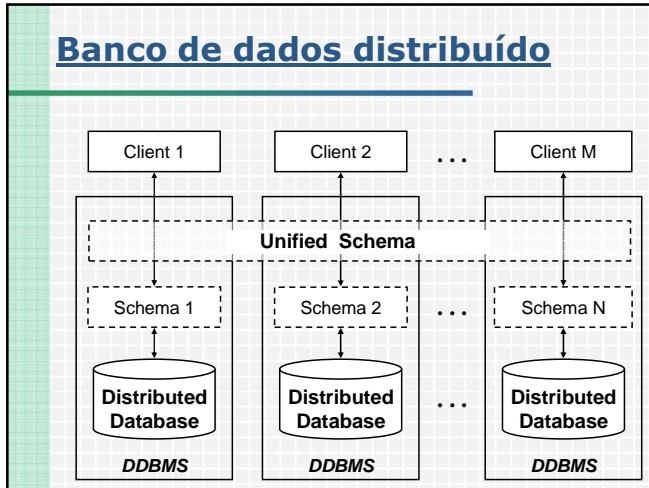 Banco de dados distribuído
Client 1
Client 2
...
Client M
Unified Schema
Schema 1
Schema 2
...
Schema N
Distributed
Database
Distributed
Database
...
Distributed
Database
DDBMS
DDBMS
DDBMS